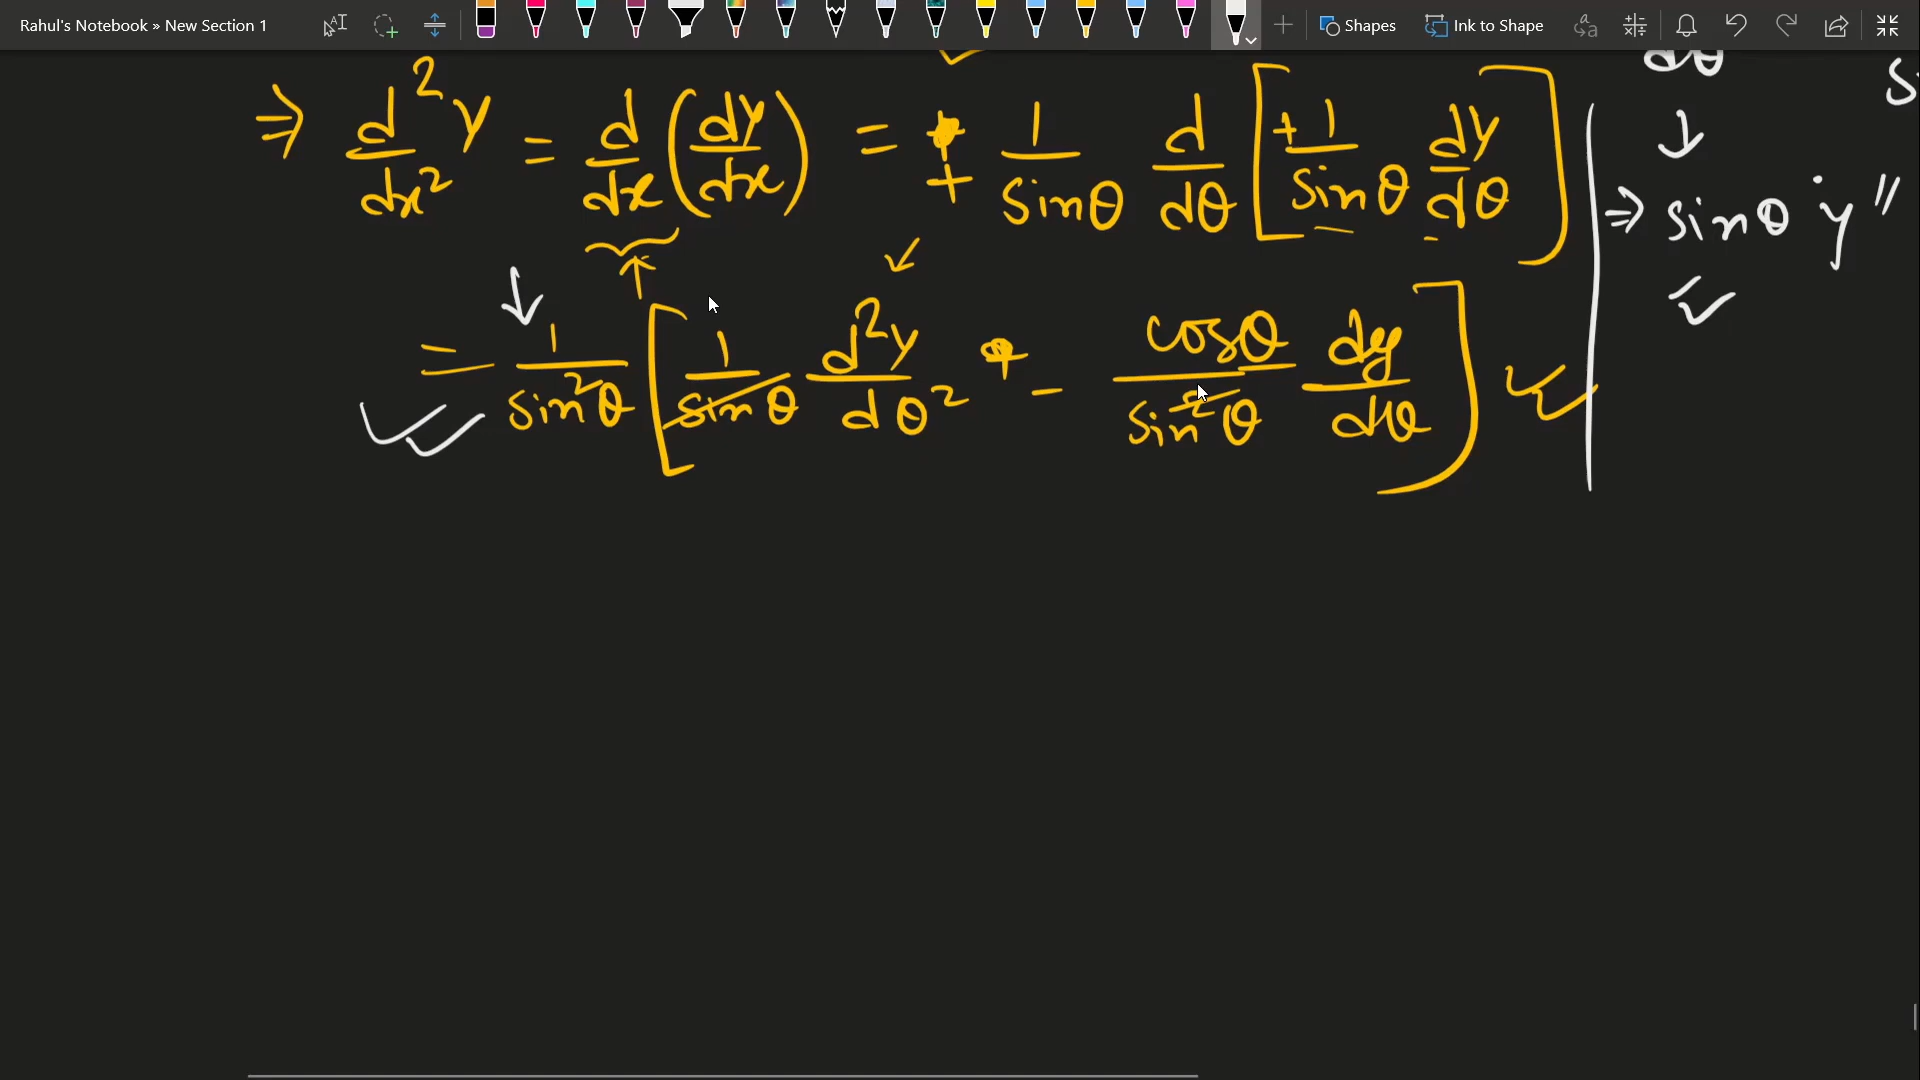 Rahul's Notebook » New Section 1
Shapes
Ink to Shape
dθ
⇒ d²y/dx² = d/dx (dy/dx) = + 1/sinθ d/dθ [+1/sinθ dy/dθ]
⇒ sinθ y"
= 1/sin²θ [1/sinθ d²y/dθ² - cosθ/sin²θ dy/dθ]